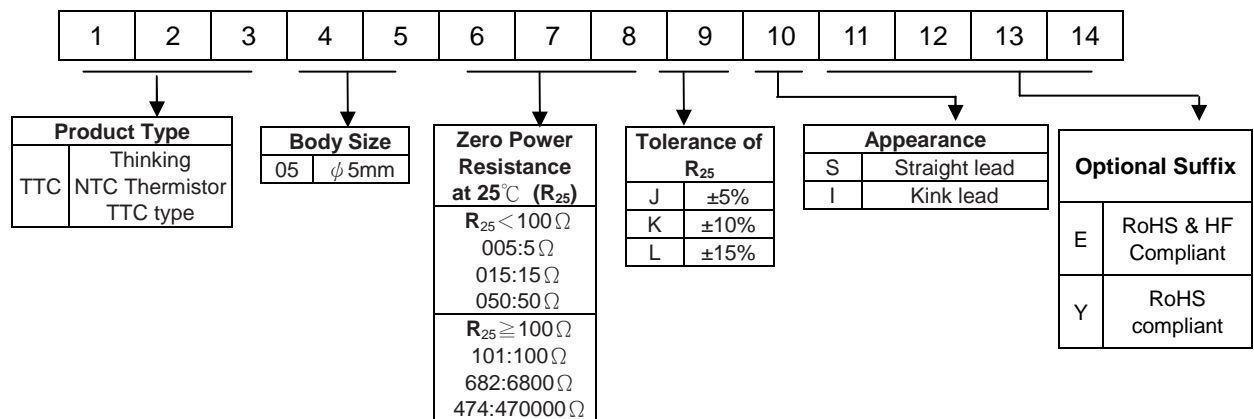 1 2 3 4 5 6 7 8 9 10 11 12 13 14
Product Type
TTC
Thinking
NTC Thermistor
TTC type
Body Size
05 ϕ5mm
Zero Power
Resistance
at 25℃ (R₂₅)
R₂₅<100Ω
005:5Ω
015:15Ω
050:50Ω
R₂₅≧100Ω
101:100Ω
682:6800Ω
474:470000Ω
Tolerance of
R₂₅
J ±5%
K ±10%
L ±15%
Appearance
S Straight lead
I Kink lead
Optional Suffix
E
RoHS & HF
Compliant
Y
RoHS
compliant